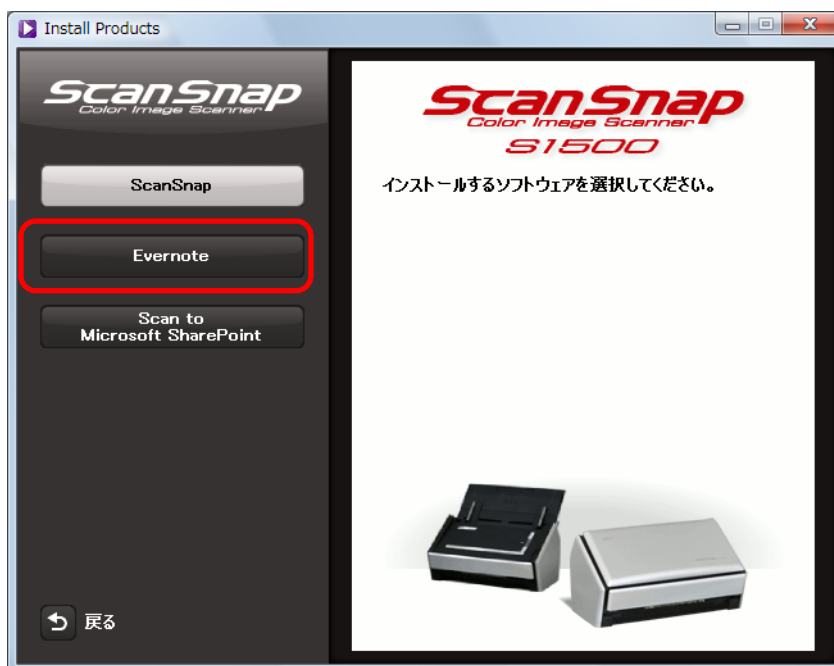 Install Products
ScanSnap
Color Image Scanner
ScanSnap
Evernote
Scan to
Microsoft SharePoint
戻る
ScanSnap
Color Image Scanner
S1500
インストールするソフトウェアを選択してください。